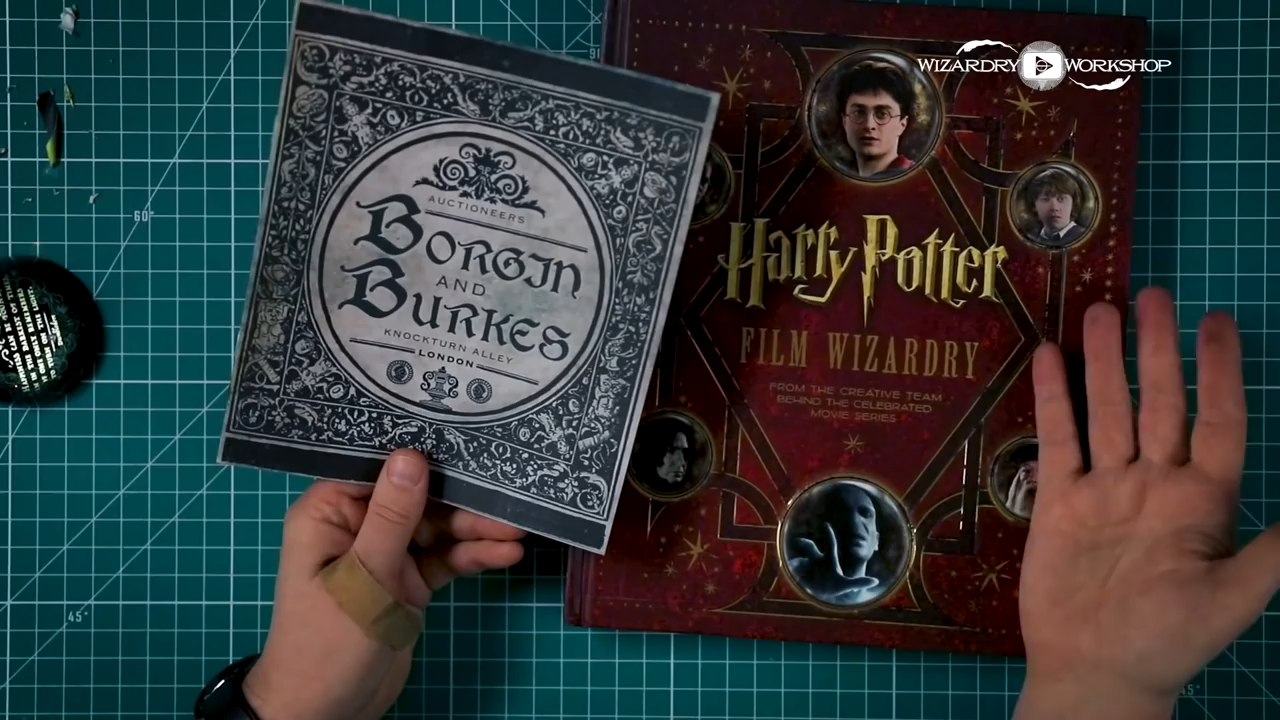 AUCTIONEERS
BORGIN
AND
BURKES
KNOCKTURN ALLEY
LONDON
WIZARDRY WORKSHOP
Harry Potter
FILM WIZARDRY
FROM THE CREATIVE TEAM
BEHIND THE CELEBRATED
MOVIE SERIES
60°
45°